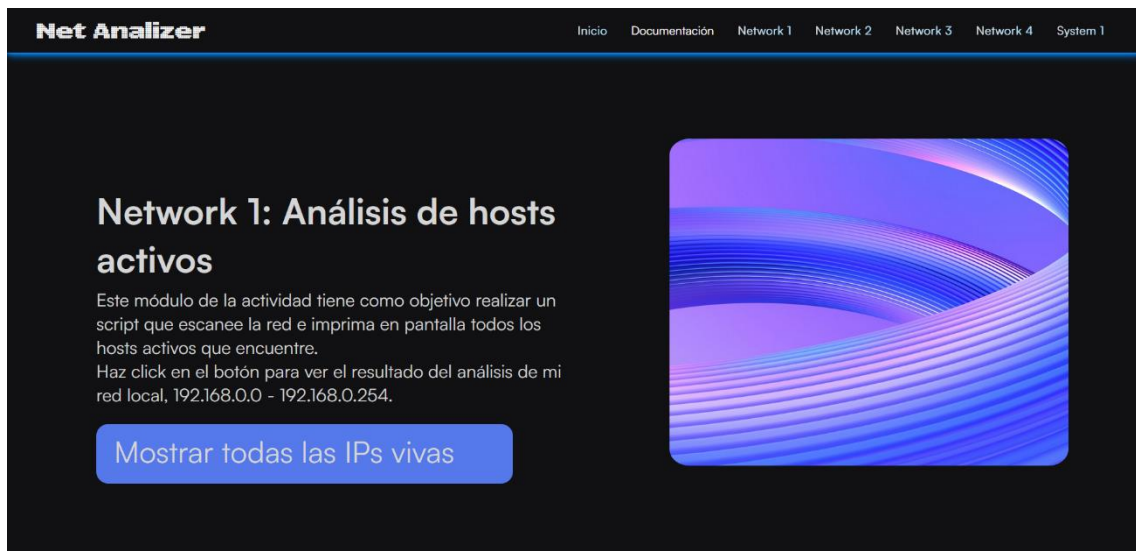 Net Analizer
Inicio Documentación Network 1 Network 2 Network 3 Network 4 System 1
Network 1: Análisis de hosts
activos
Este módulo de la actividad tiene como objetivo realizar un
script que escanee la red e imprima en pantalla todos los
hosts activos que encuentre.
Haz click en el botón para ver el resultado del análisis de mi
red local, 192.168.0.0 - 192.168.0.254.
Mostrar todas las IPs vivas